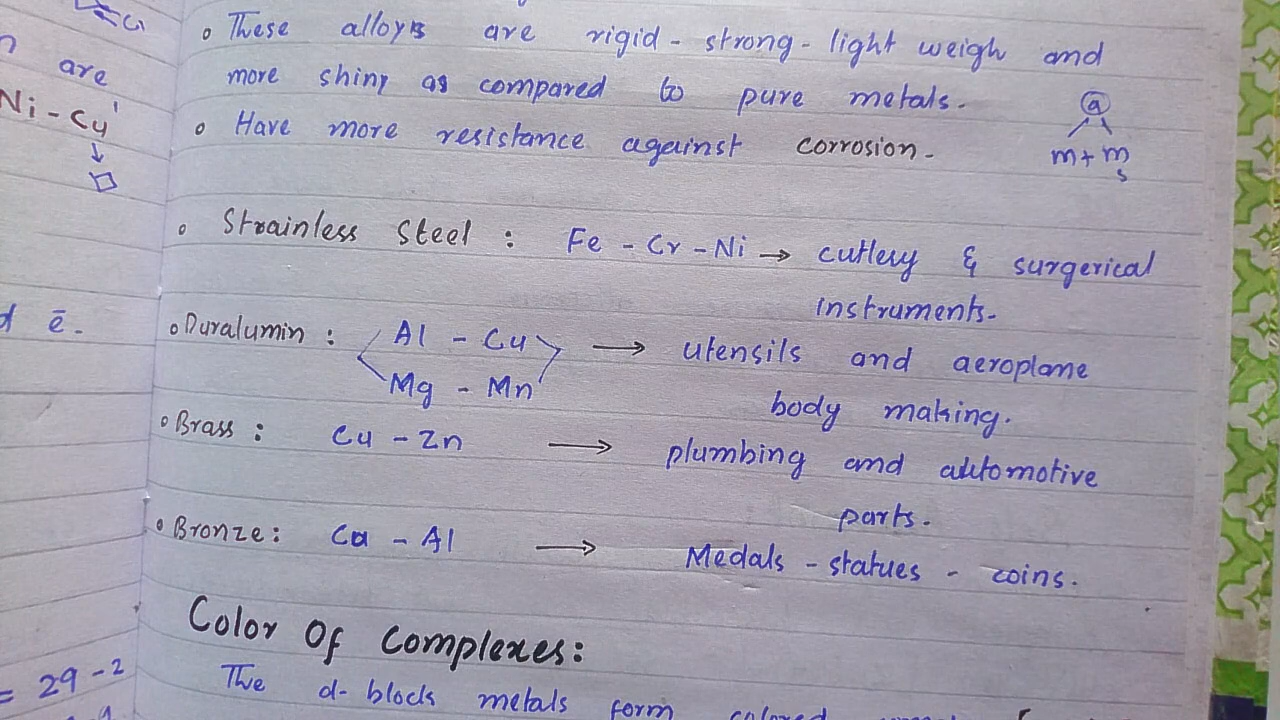 These alloys are rigid - strong - light weigh and
more shiny as compared to pure metals.
Have more resistance against corrosion.
a
m + m
s
Strainless Steel : Fe - Cr - Ni → cutlery & surgerical
instruments.
Duralumin : Al - Cu
Mg - Mn → utensils and aeroplane
body making.
Brass : Cu - Zn → plumbing and automotive
parts.
Bronze : Cu - Al → Medals - statues - coins.
Color Of Complexes:
The d- block metals form colored
are
Ni - Cu
↓
d ē.
= 29 - 2